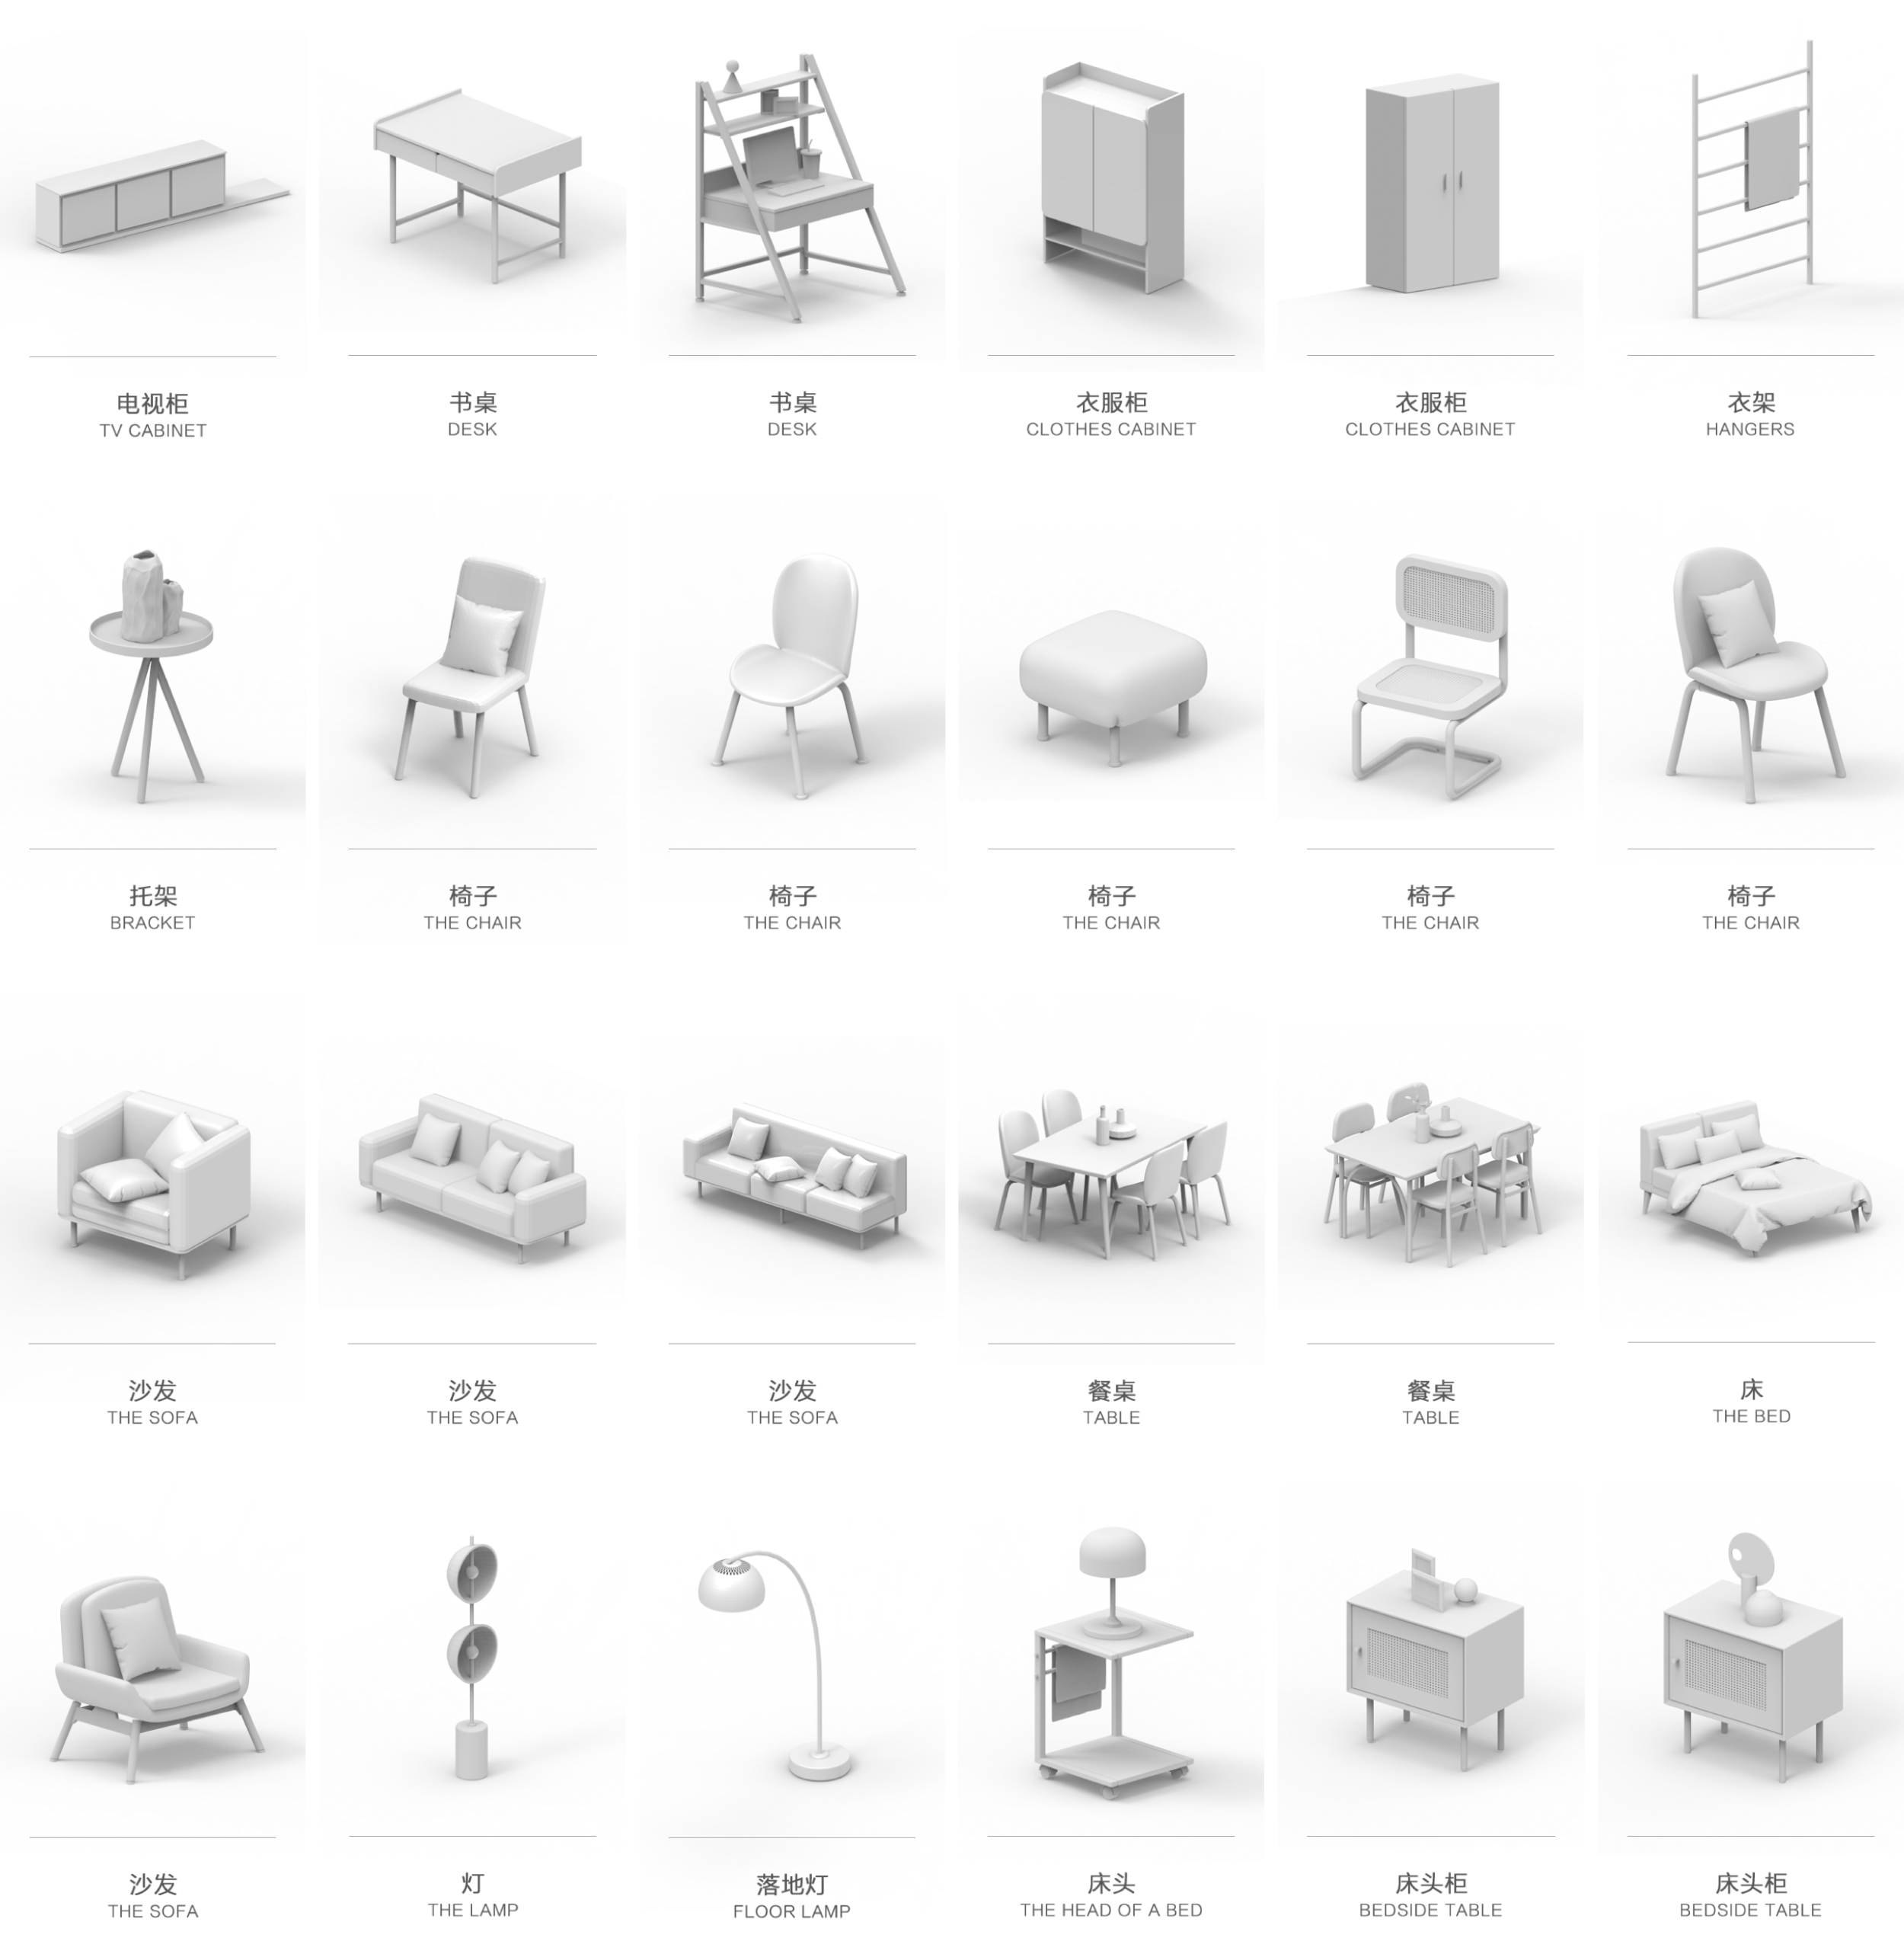 电视柜
TV CABINET
书桌
DESK
书桌
DESK
衣服柜
CLOTHES CABINET
衣服柜
CLOTHES CABINET
衣架
HANGERS
托架
BRACKET
椅子
THE CHAIR
椅子
THE CHAIR
椅子
THE CHAIR
椅子
THE CHAIR
椅子
THE CHAIR
沙发
THE SOFA
沙发
THE SOFA
沙发
THE SOFA
餐桌
TABLE
餐桌
TABLE
床
THE BED
沙发
THE SOFA
灯
THE LAMP
落地灯
FLOOR LAMP
床头
THE HEAD OF A BED
床头柜
BEDSIDE TABLE
床头柜
BEDSIDE TABLE